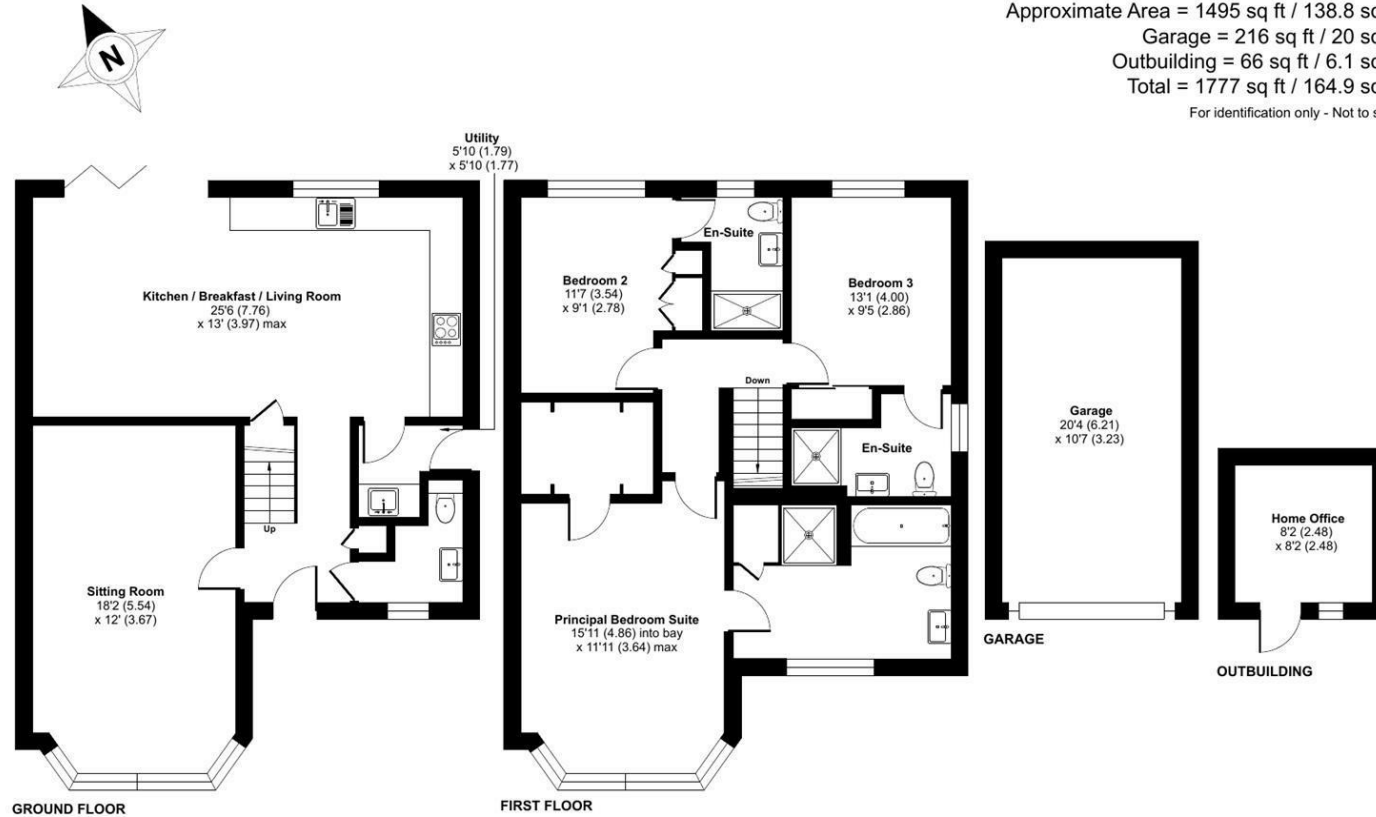 Approximate Area = 1495 sq ft / 138.8 sq
Garage = 216 sq ft / 20 sq
Outbuilding = 66 sq ft / 6.1 sq
Total = 1777 sq ft / 164.9 sq
For identification only - Not to s
N
Utility
5'10 (1.79)
x 5'10 (1.77)
Kitchen / Breakfast / Living Room
25'6 (7.76)
x 13' (3.97) max
Up
Sitting Room
18'2 (5.54)
x 12' (3.67)
GROUND FLOOR
En-Suite
Bedroom 2
11'7 (3.54)
x 9'1 (2.78)
Bedroom 3
13'1 (4.00)
x 9'5 (2.86)
Down
En-Suite
Principal Bedroom Suite
15'11 (4.86) into bay
x 11'11 (3.64) max
FIRST FLOOR
Garage
20'4 (6.21)
x 10'7 (3.23)
GARAGE
Home Office
8'2 (2.48)
x 8'2 (2.48)
OUTBUILDING